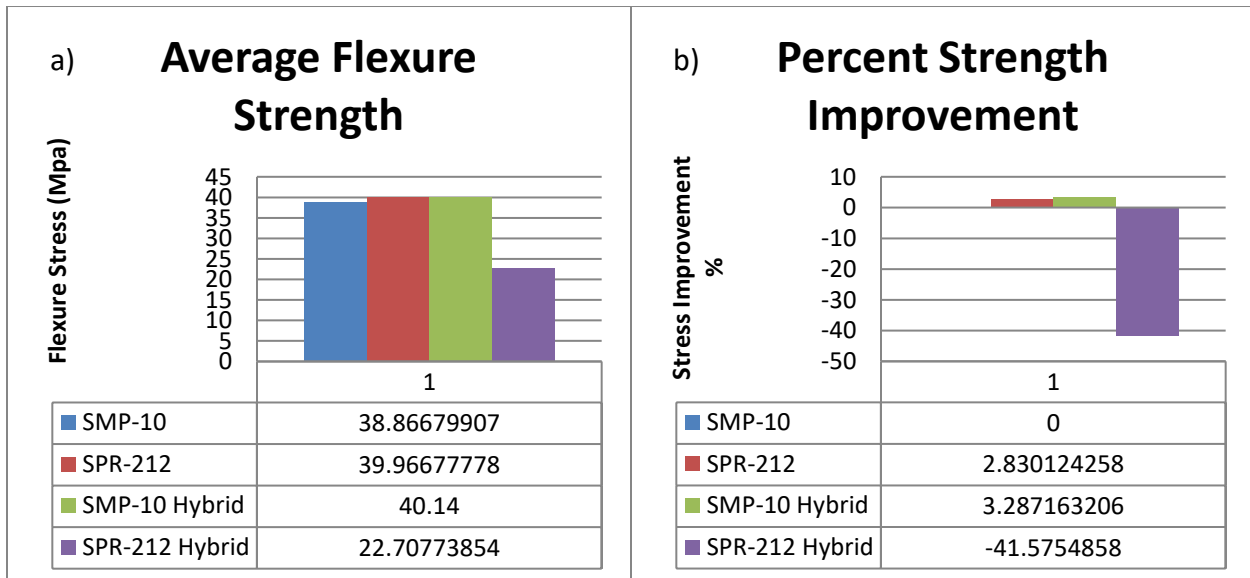 a) Average Flexure
Strength
Flexure Stress (Mpa)
45
40
35
30
25
20
15
10
5
0
1
SMP-10 38.86679907
SPR-212 39.96677778
SMP-10 Hybrid 40.14
SPR-212 Hybrid 22.70773854
b) Percent Strength
Improvement
Stress Improvement
%
10
0
-10
-20
-30
-40
-50
1
SMP-10 0
SPR-212 2.830124258
SMP-10 Hybrid 3.287163206
SPR-212 Hybrid -41.5754858